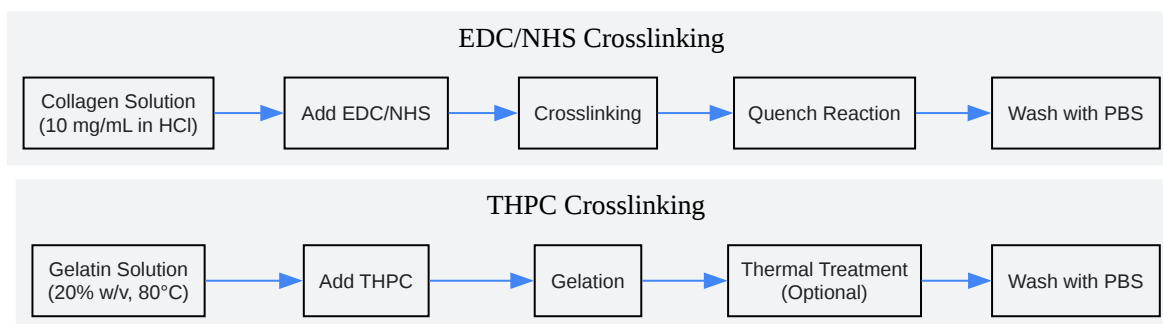 EDC/NHS Crosslinking
Collagen Solution
(10 mg/mL in HCl)
Add EDC/NHS
Crosslinking
Quench Reaction
Wash with PBS
THPC Crosslinking
Gelatin Solution
(20% w/v, 80°C)
Add THPC
Gelation
Thermal Treatment
(Optional)
Wash with PBS